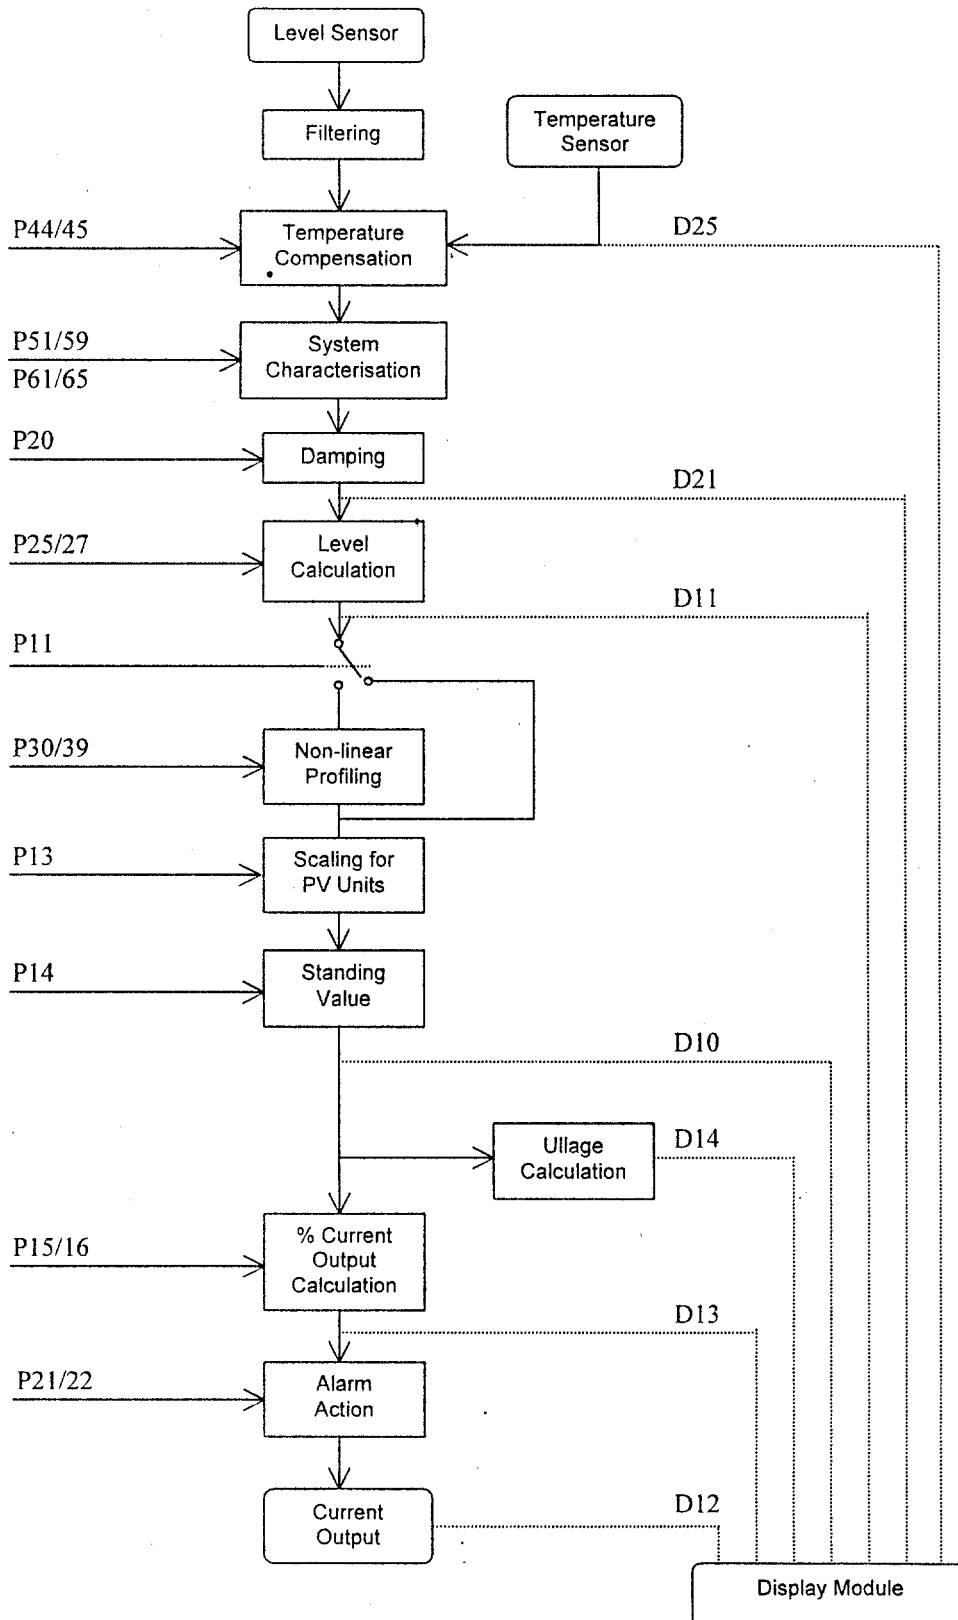 Level Sensor
Filtering
Temperature
Sensor
P44/45
Temperature
Compensation
D25
P51/59
P61/65
System
Characterisation
P20
Damping
D21
P25/27
Level
Calculation
D11
P11
P30/39
Non-linear
Profiling
P13
Scaling for
PV Units
P14
Standing
Value
D10
Ullage
Calculation
D14
P15/16
% Current
Output
Calculation
D13
P21/22
Alarm
Action
Current
Output
D12
Display Module